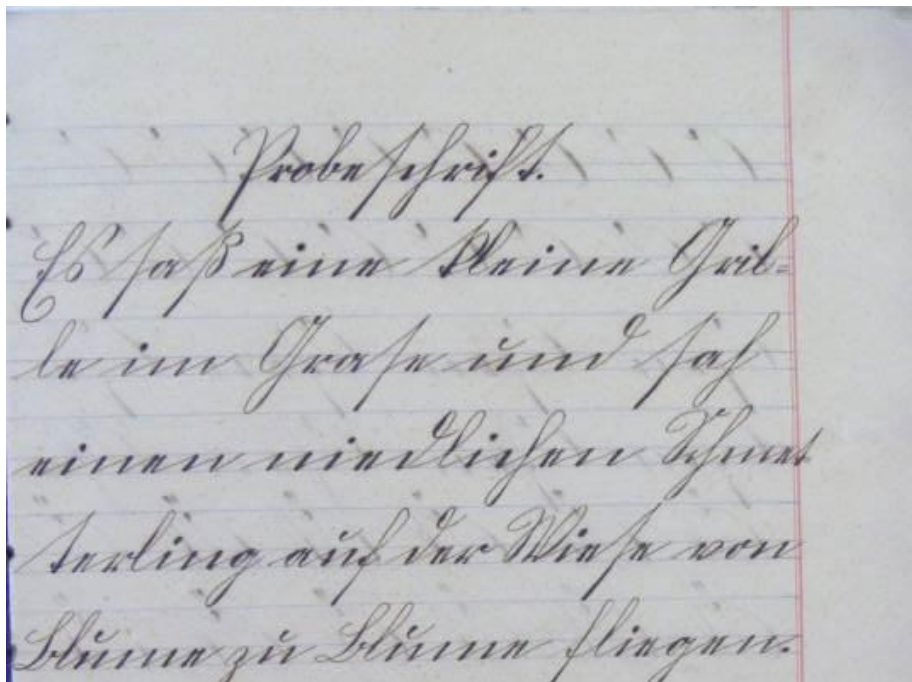 Probeschrift.
Es saß eine kleine Gril=
le im Grase und sah
einen niedlichen Schmet
terling auf der Wiese von
Blume zu Blume fliegen.